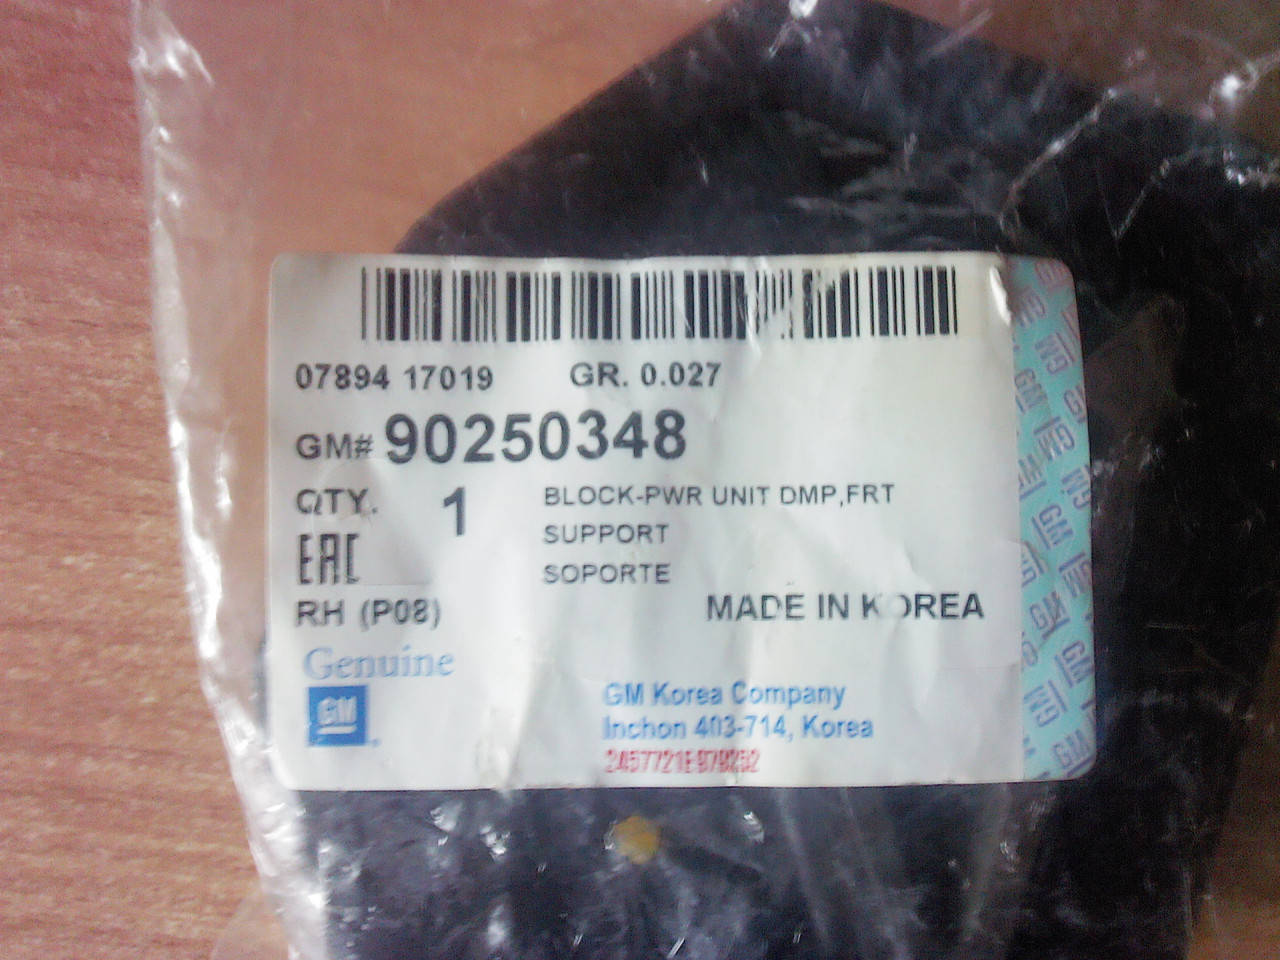 07894 17019 GR. 0.027
GM# 90250348
QTY. 1 BLOCK-PWR UNIT DMP,FRT
SUPPORT
EAC
SOPORTE
RH (P08) MADE IN KOREA
Genuine
GM
GM Korea Company
Inchon 403-714, Korea